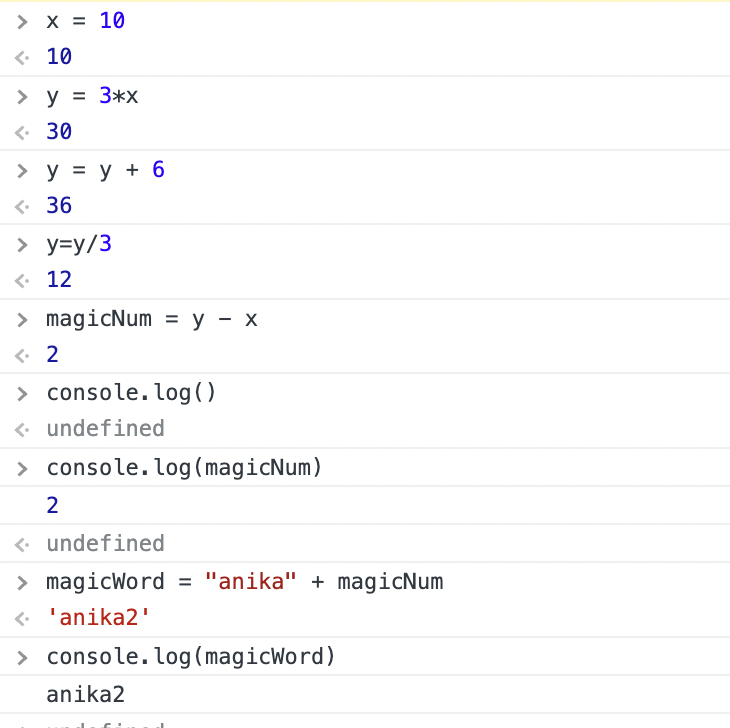 > x = 10
<· 10
> y = 3*x
<· 30
> y = y + 6
<· 36
> y=y/3
<· 12
> magicNum = y – x
<· 2
> console.log()
<· undefined
> console.log(magicNum)
2
<· undefined
> magicWord = "anika" + magicNum
<· 'anika2'
> console.log(magicWord)
anika2